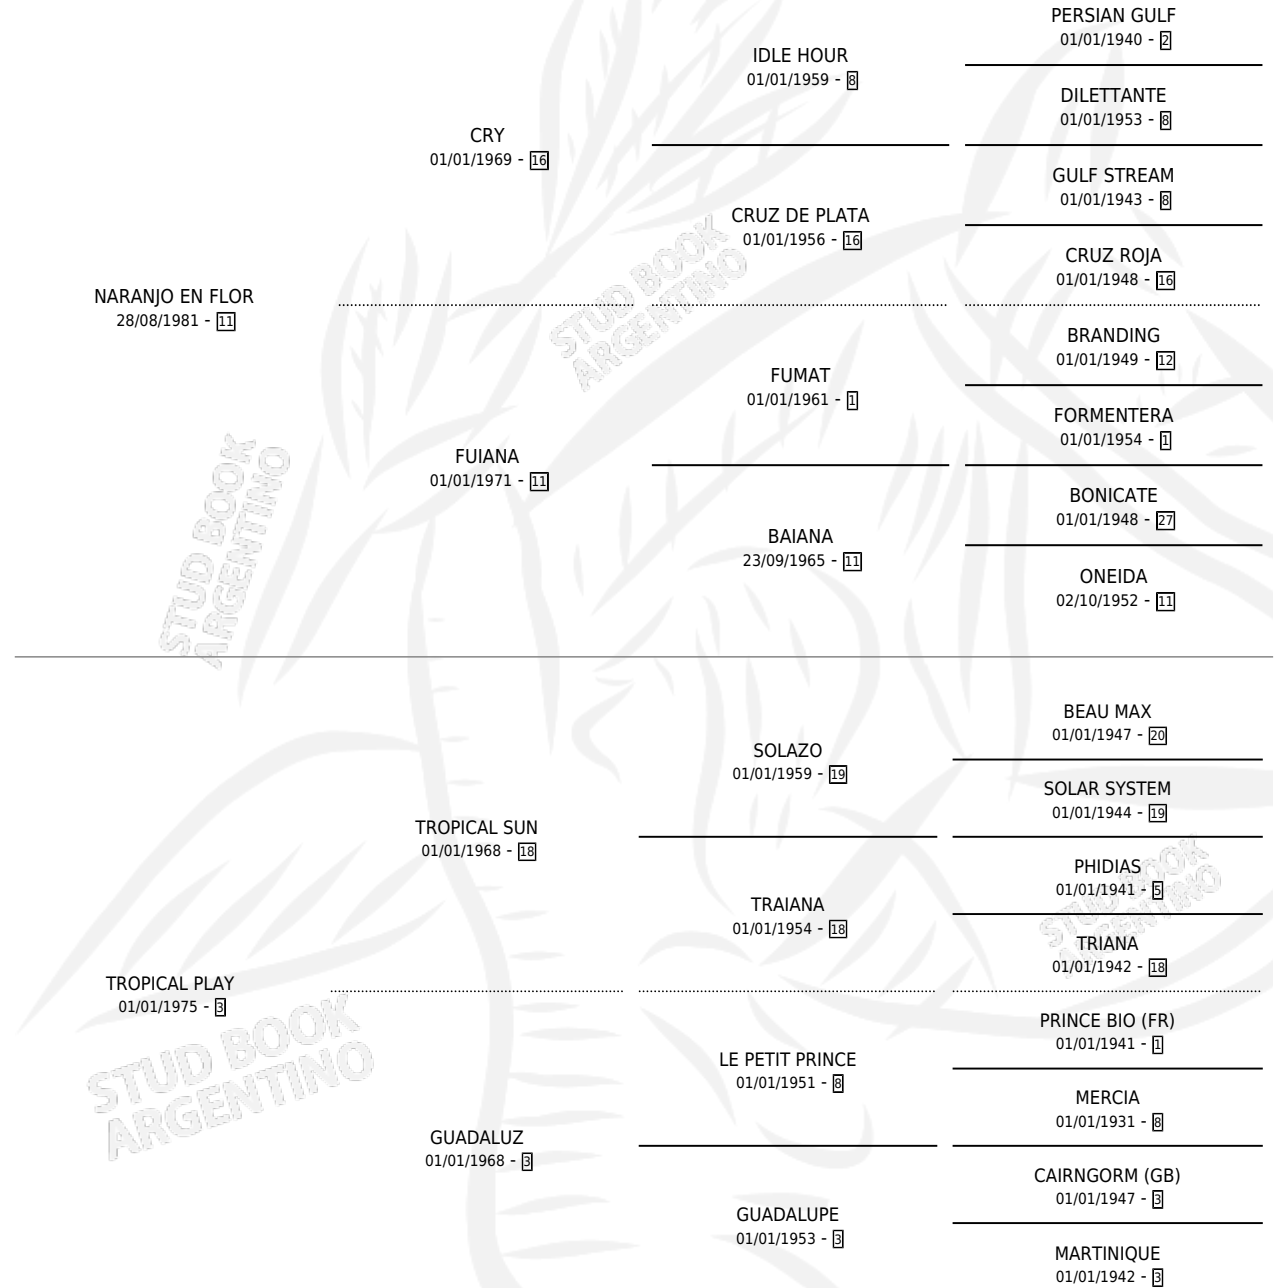 PERSIAN GULF
01/01/1940 - 2
IDLE HOUR
01/01/1959 - 8
DILETTANTE
01/01/1953 - 8
CRY
01/01/1969 - 16
GULF STREAM
01/01/1943 - 8
CRUZ DE PLATA
01/01/1956 - 16
CRUZ ROJA
01/01/1948 - 16
NARANJO EN FLOR
28/08/1981 - 11
BRANDING
01/01/1949 - 12
FUMAT
01/01/1961 - 1
FORMENTERA
01/01/1954 - 1
FUIANA
01/01/1971 - 11
BONICATE
01/01/1948 - 27
BAIANA
23/09/1965 - 11
ONEIDA
02/10/1952 - 11
BEAU MAX
01/01/1947 - 20
SOLAZO
01/01/1959 - 19
SOLAR SYSTEM
01/01/1944 - 19
TROPICAL SUN
01/01/1968 - 18
PHIDIAS
01/01/1941 - 5
TRAIANA
01/01/1954 - 18
TRIANA
01/01/1942 - 18
TROPICAL PLAY
01/01/1975 - 3
PRINCE BIO (FR)
01/01/1941 - 1
LE PETIT PRINCE
01/01/1951 - 8
MERCIA
01/01/1931 - 8
GUADALUZ
01/01/1968 - 3
CAIRNGORM (GB)
01/01/1947 - 3
GUADALUPE
01/01/1953 - 3
MARTINIQUE
01/01/1942 - 3
STUD BOOK
ARGENTINO
STUD BOOK
ARGENTINO
STUD BOOK
ARGENTINO
STUD BOOK
ARGENTINO